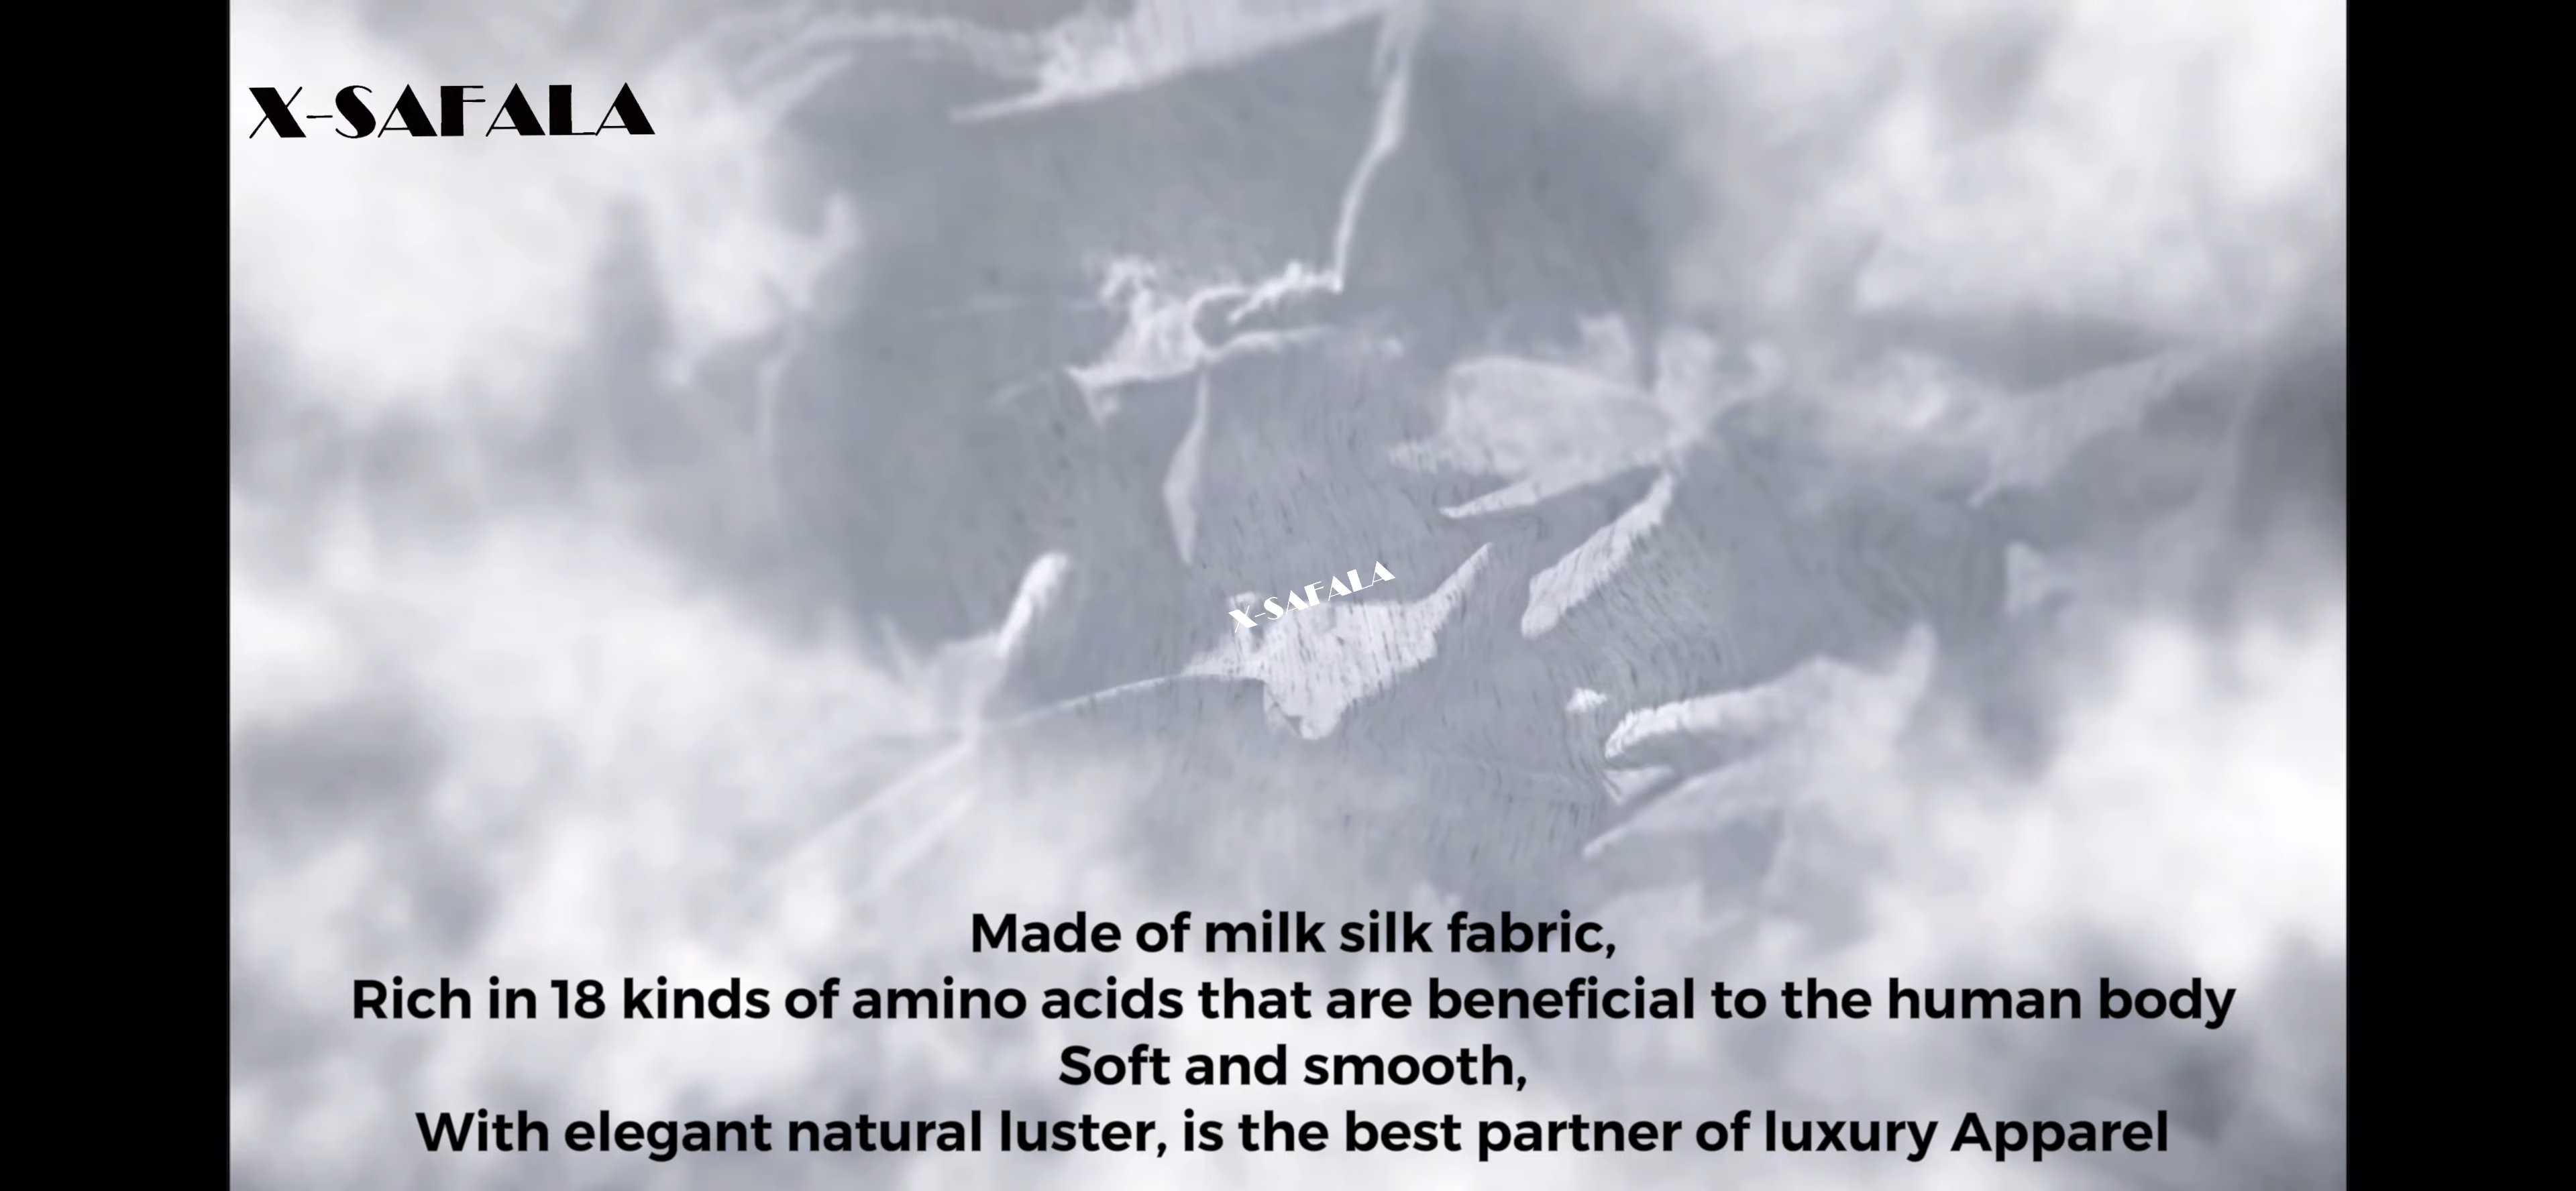 X-SAFALA
X-SAFALA
Made of milk silk fabric,
Rich in 18 kinds of amino acids that are beneficial to the human body
Soft and smooth,
With elegant natural luster, is the best partner of luxury Apparel